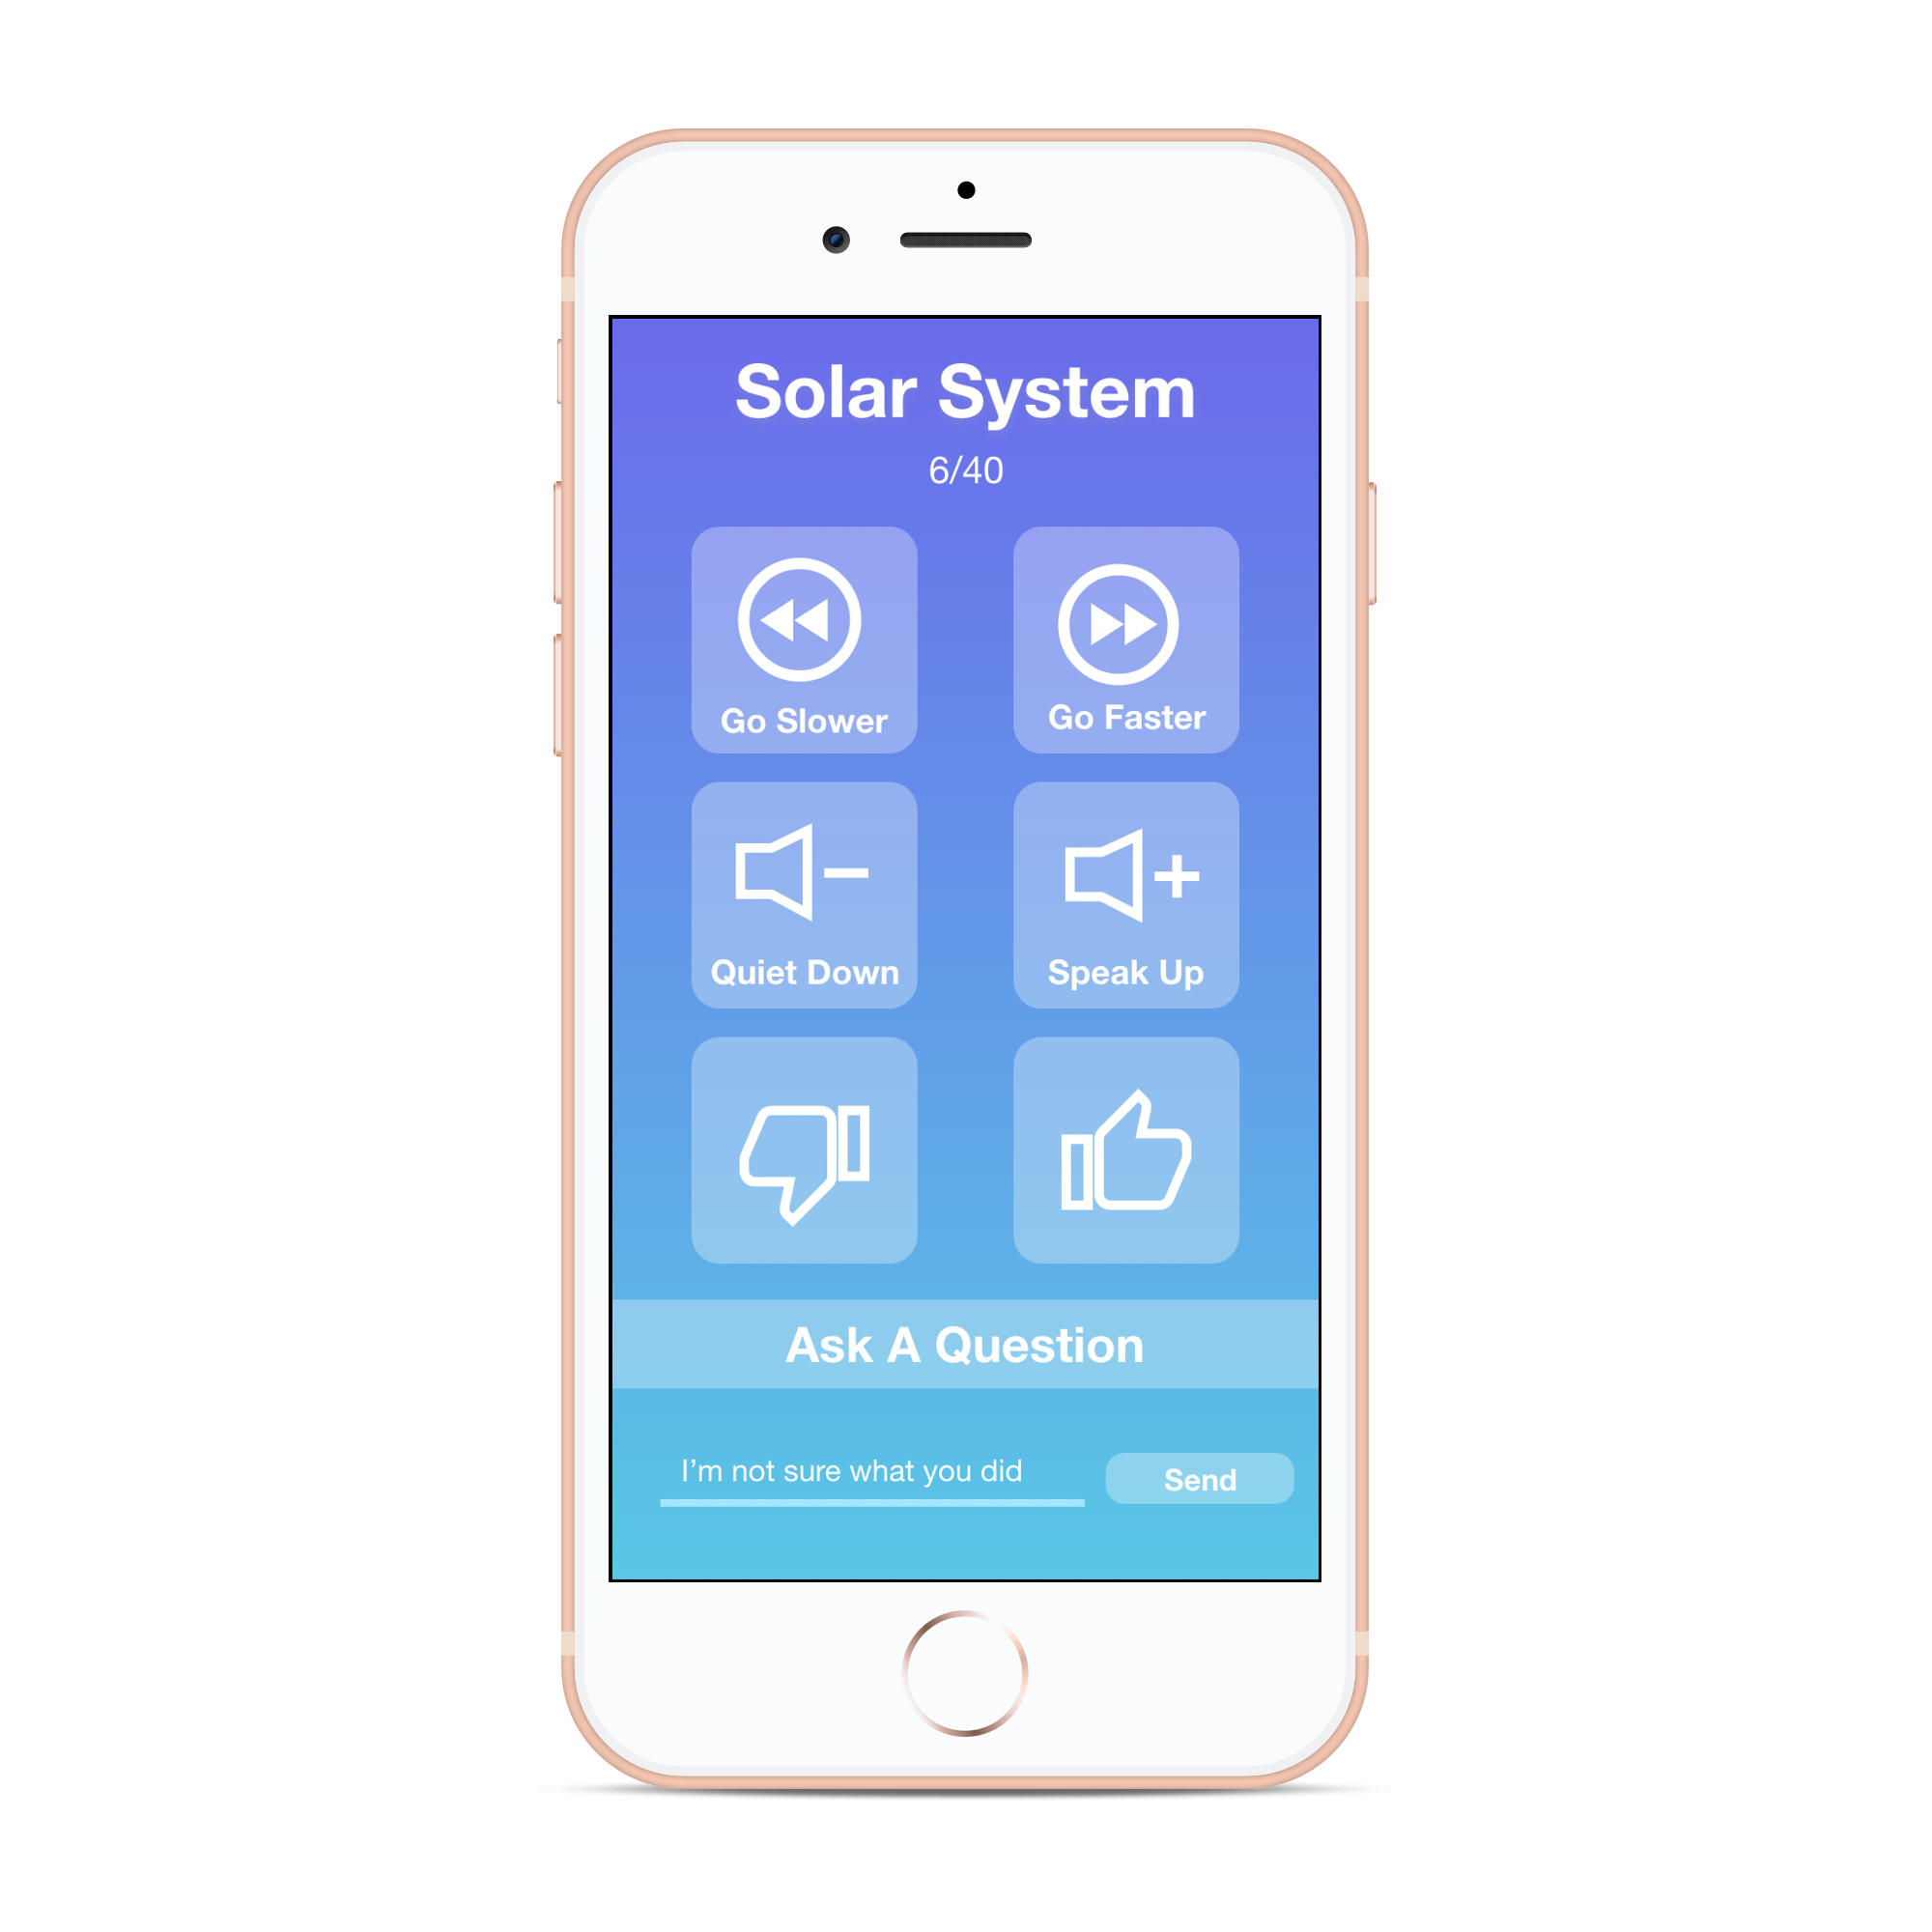 Solar System
6/40
Go Slower
Go Faster
Quiet Down
Speak Up
Ask A Question
I’m not sure what you did
Send